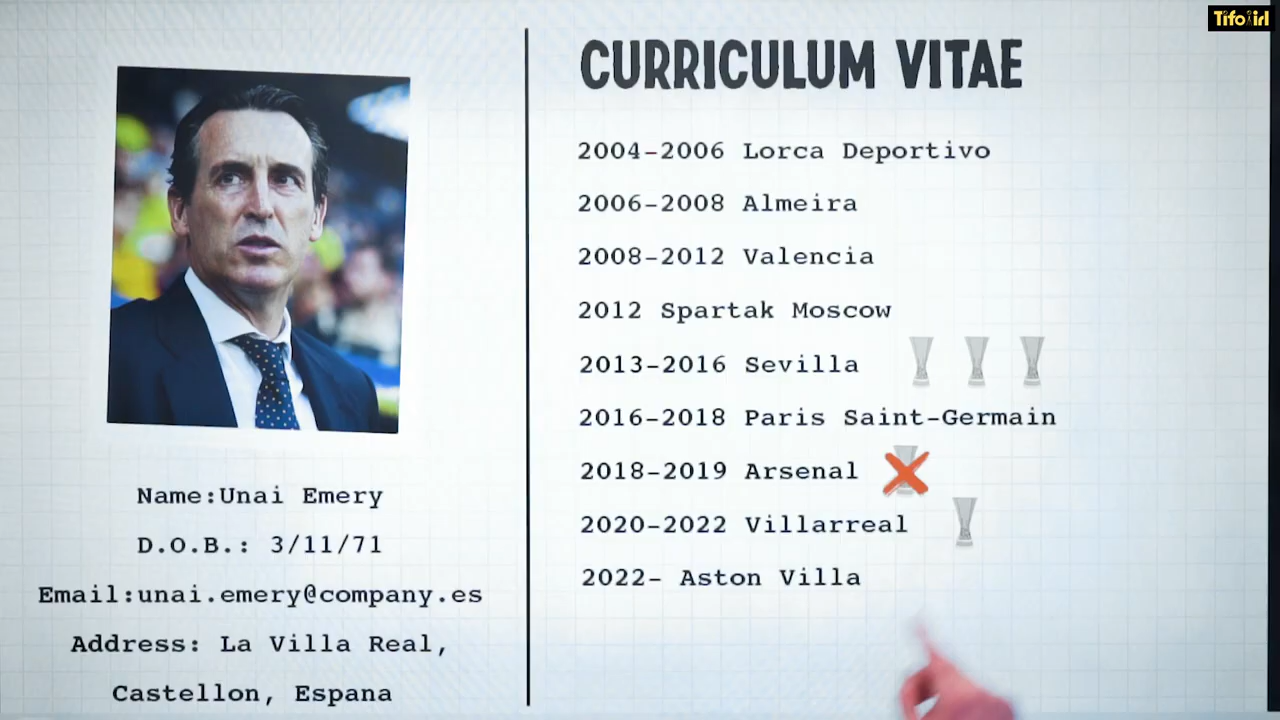 Tifo irl
CURRICULUM VITAE
2004-2006 Lorca Deportivo
2006-2008 Almeira
2008-2012 Valencia
2012 Spartak Moscow
2013-2016 Sevilla
2016-2018 Paris Saint-Germain
2018-2019 Arsenal
2020-2022 Villarreal
2022- Aston Villa
Name:Unai Emery
D.O.B.: 3/11/71
Email:unai.emery@company.es
Address: La Villa Real,
Castellon, Espana